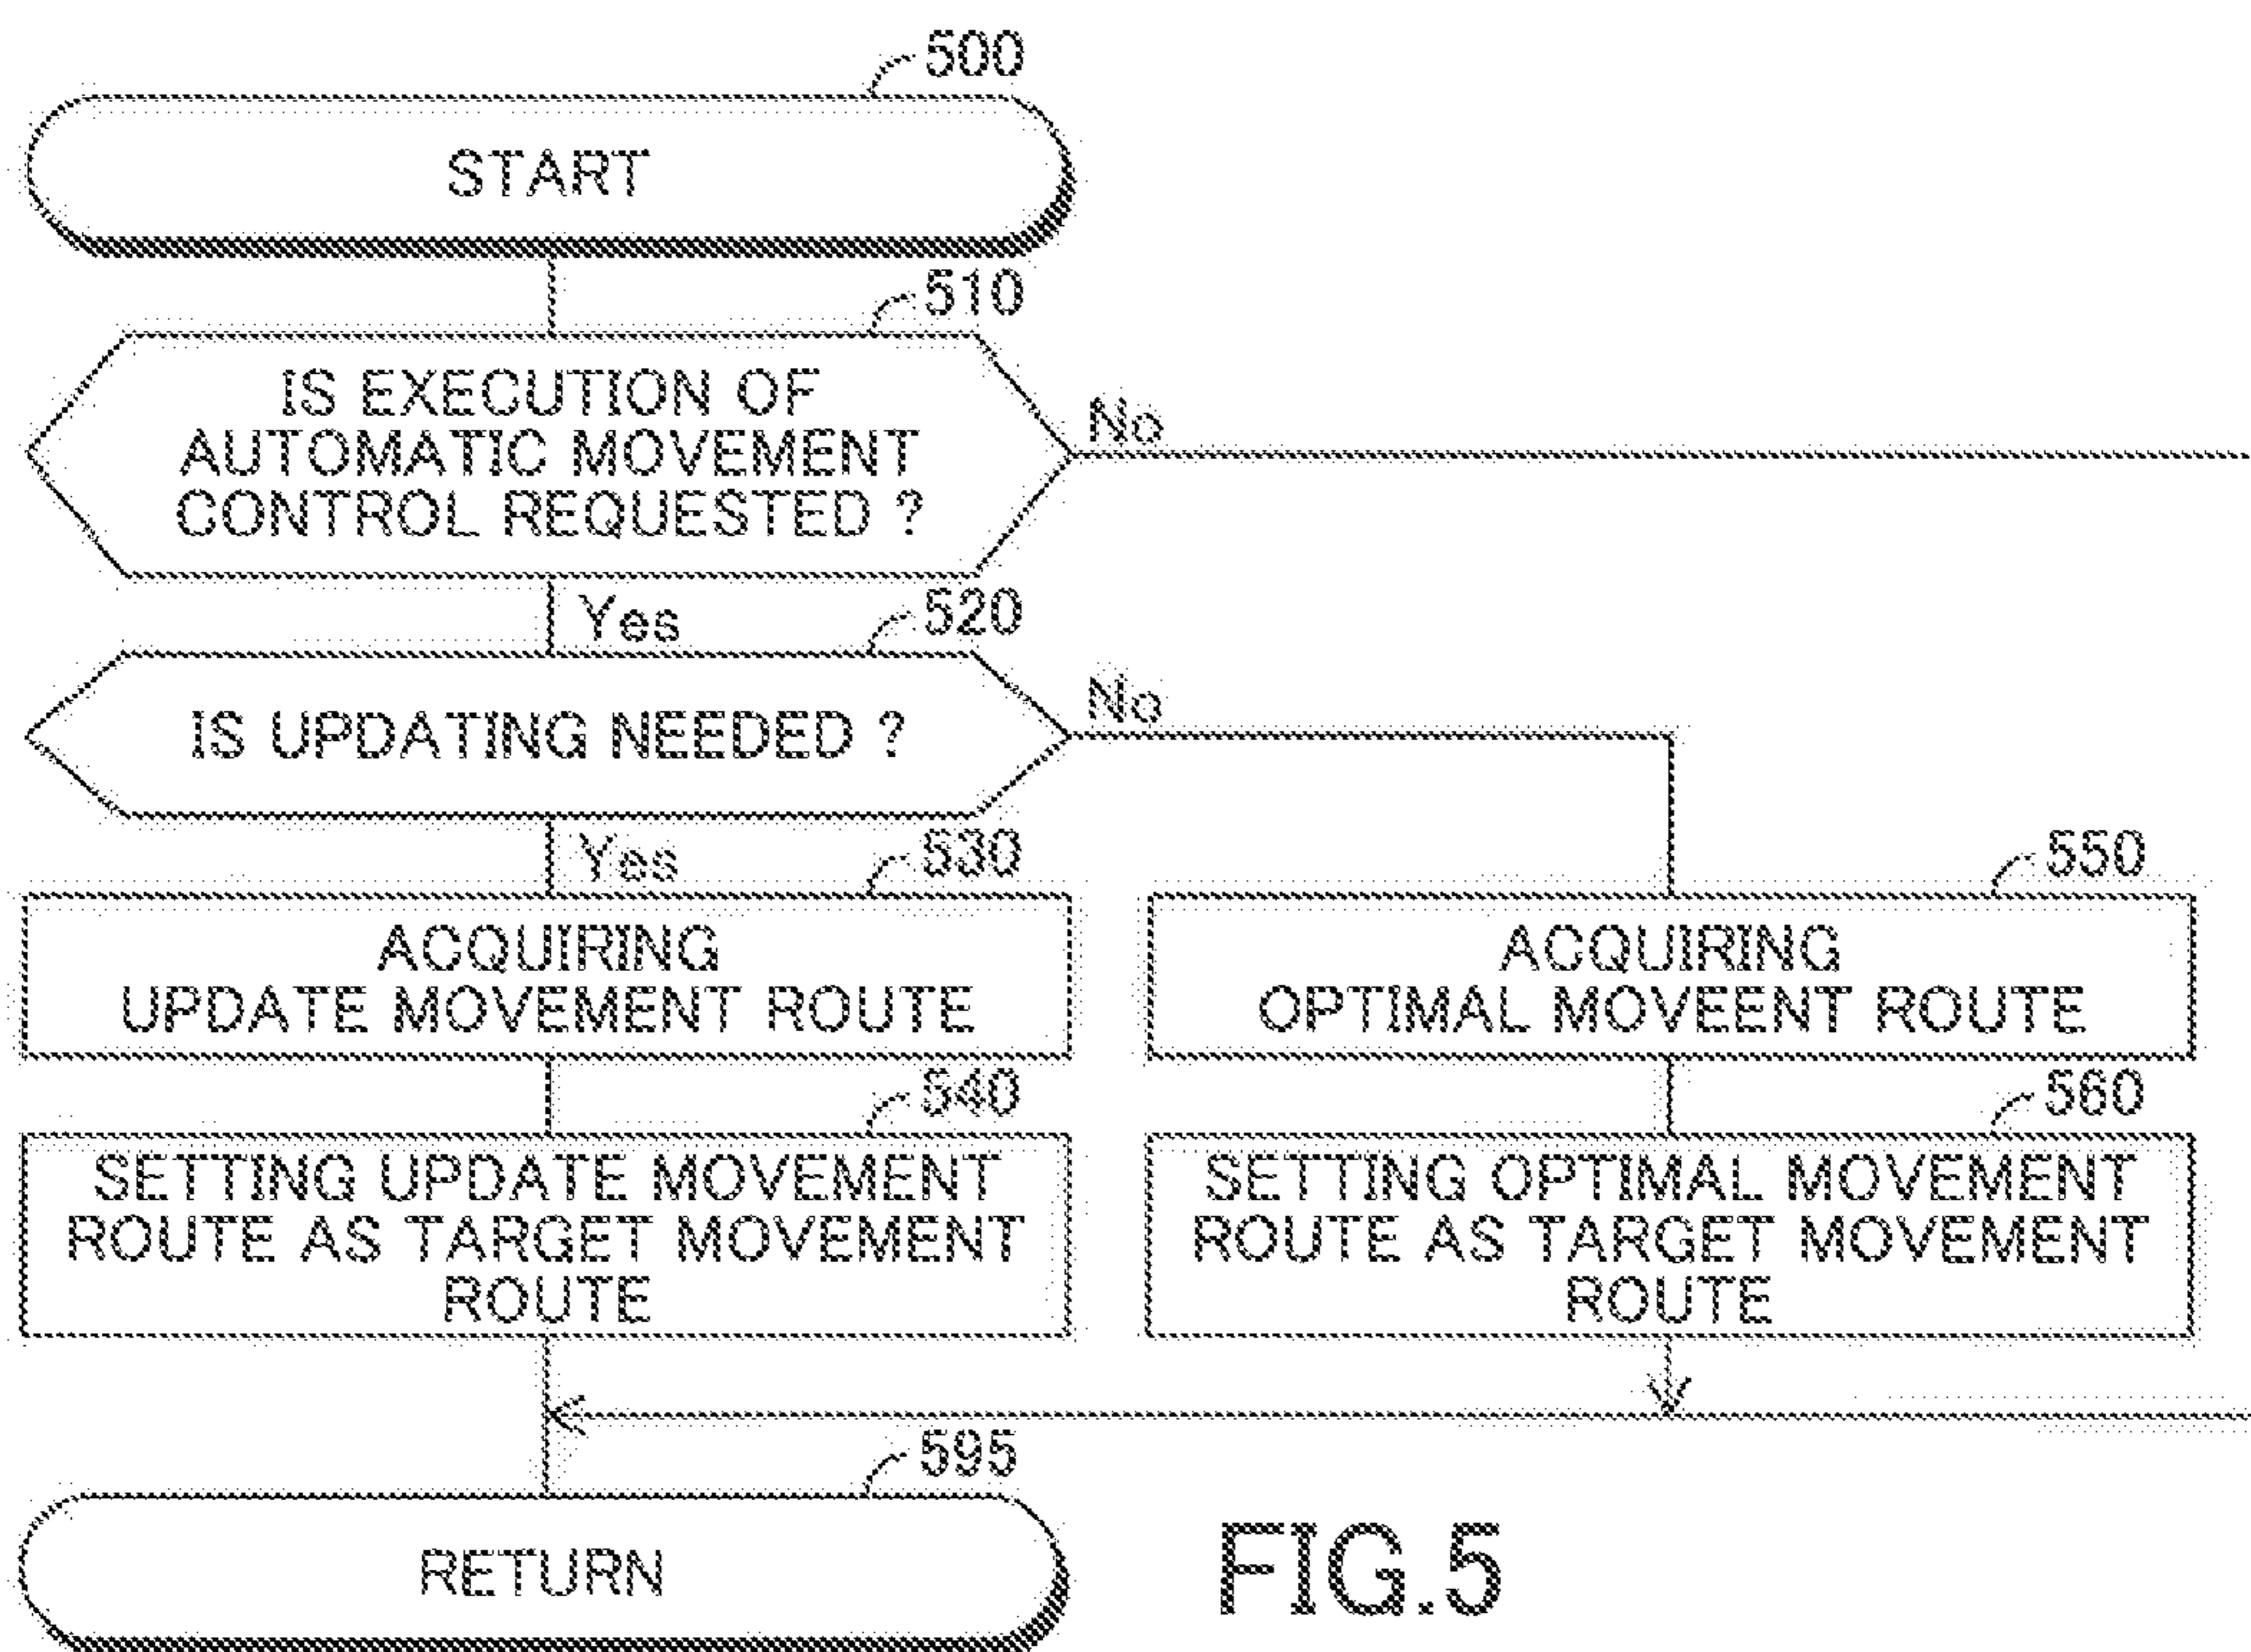 500
START
510
IS EXECUTION OF
AUTOMATIC MOVEMENT
CONTROL REQUESTED ?
No
Yes
520
IS UPDATING NEEDED ?
No
Yes
530
ACQUIRING
UPDATE MOVEMENT ROUTE
550
ACQUIRING
OPTIMAL MOVEENT ROUTE
540
SETTING UPDATE MOVEMENT
ROUTE AS TARGET MOVEMENT
ROUTE
560
SETTING OPTIMAL MOVEMENT
ROUTE AS TARGET MOVEMENT
ROUTE
595
RETURN
FIG.5